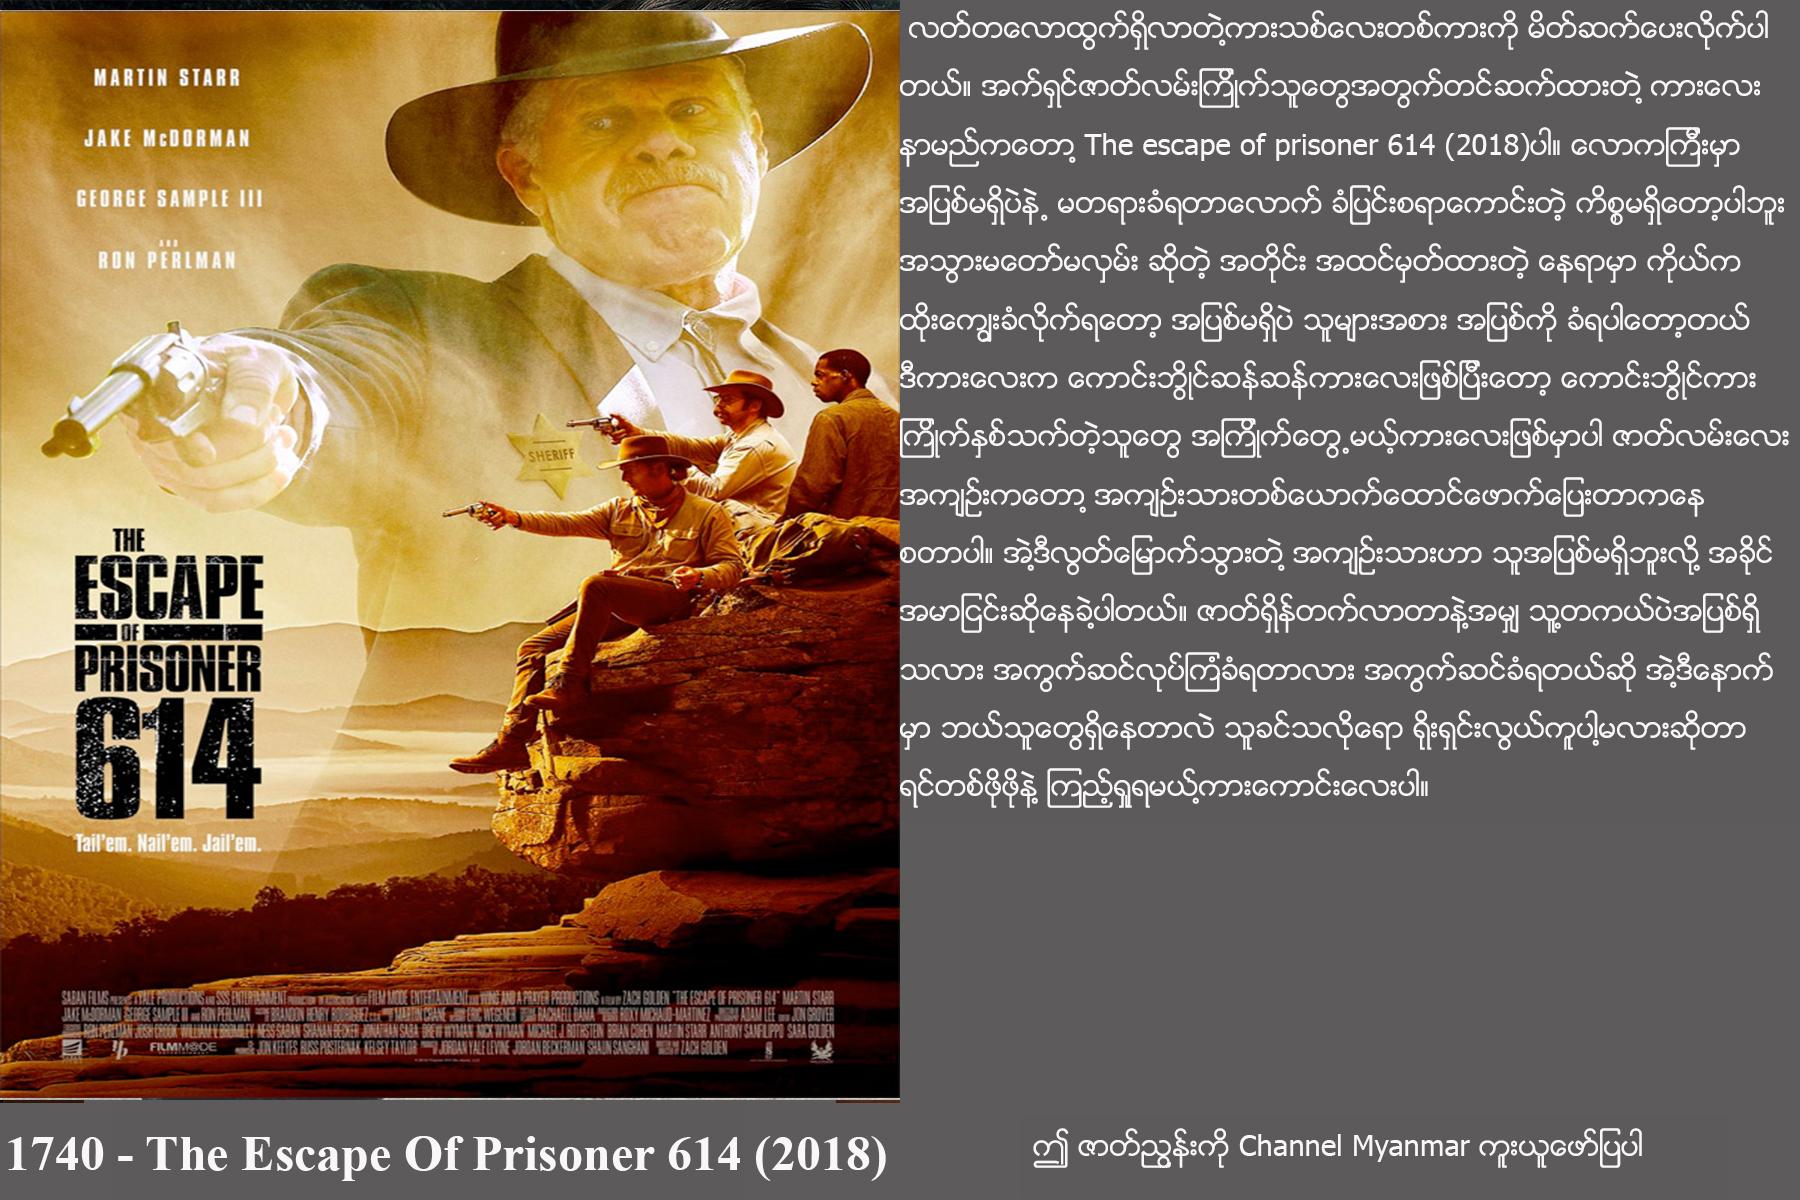 MARTIN STARR
JAKE McDORMAN
GEORGE SAMPLE III
AND
RON PERLMAN
SHERIFF
THE
ESCAPE
OF
PRISONER
614
Tail'em. Nail'em. Jail'em.
1740 - The Escape Of Prisoner 614 (2018)
လတ်တလောထွက်ရှိလာတဲ့ကားသစ်လေးတစ်ကားကို မိတ်ဆက်ပေးလိုက်ပါ
တယ်။ အက်ရှင်ဇာတ်လမ်းကြိုက်သူတွေအတွက်တင်ဆက်ထားတဲ့ ကားလေး
နာမည်ကတော့ The escape of prisoner 614 (2018)ပါ။ လောကကြီးမှာ
အပြစ်မရှိပဲနဲ့ မတရားခံရတာလောက် ခံပြင်းစရာကောင်းတဲ့ ကိစ္စမရှိတော့ပါဘူး
အသွားမတော်မလှမ်း ဆိုတဲ့ အတိုင်း အထင်မှတ်ထားတဲ့ နေရာမှာ ကိုယ်က
ထိုးကျွေးခံလိုက်ရတော့ အပြစ်မရှိပဲ သူများအစား အပြစ်ကို ခံရပါတော့တယ်
ဒီကားလေးက ကောင်းဘွိုင်ဆန်ဆန်ကားလေးဖြစ်ပြီးတော့ ကောင်းဘွိုင်ကား
ကြိုက်နှစ်သက်တဲ့သူတွေ အကြိုက်တွေ့မယ့်ကားလေးဖြစ်မှာပါ ဇာတ်လမ်းလေး
အကျဉ်းကတော့ အကျဉ်းသားတစ်ယောက်ထောင်ဖောက်ပြေးတာကနေ
စတာပါ။ အဲ့ဒီလွတ်မြောက်သွားတဲ့ အကျဉ်းသားဟာ သူအပြစ်မရှိဘူးလို့ အခိုင်
အမာငြင်းဆိုနေခဲ့ပါတယ်။ ဇာတ်ရှိန်တက်လာတာနဲ့အမျှ သူ့တကယ်ပဲအပြစ်ရှိ
သလား အကွက်ဆင်လုပ်ကြံခံရတာလား အကွက်ဆင်ခံရတယ်ဆို အဲ့ဒီနောက်
မှာ ဘယ်သူတွေရှိနေတာလဲ သူခင်သလိုရော ရိုးရှင်းလွယ်ကူပါ့မလားဆိုတာ
ရင်တစ်ဖိုဖိုနဲ့ ကြည့်ရှုရမယ့်ကားကောင်းလေးပါ။
ဤ ဇာတ်ညွှန်းကို Channel Myanmar ကူးယူဖော်ပြပါ